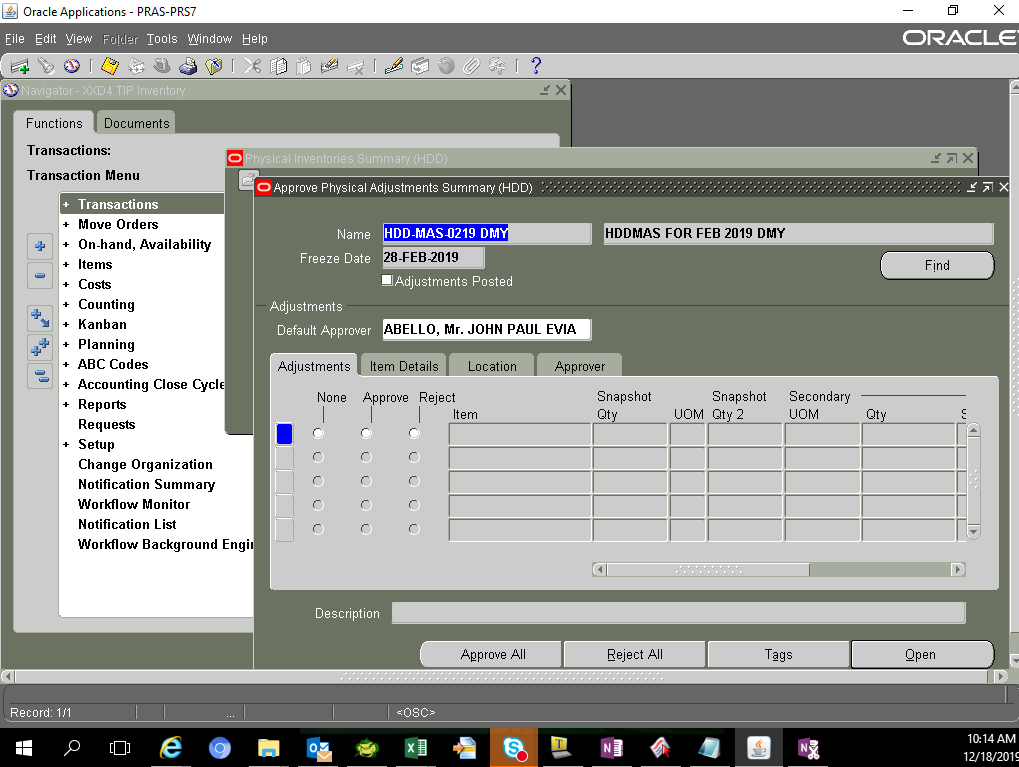 Oracle Applications - PRAS-PRS7
File Edit View Folder Tools Window Help
ORACLE
Navigator - XXD4 TIP Inventory
Functions Documents
Transactions:
Transaction Menu
+ Transactions
+ Move Orders
+ On-hand, Availability
+ Items
+ Costs
+ Counting
+ Kanban
+ Planning
+ ABC Codes
+ Accounting Close Cycle
+ Reports
Requests
+ Setup
Change Organization
Notification Summary
Workflow Monitor
Notification List
Workflow Background Engin
Physical Inventories Summary (HDD)
Approve Physical Adjustments Summary (HDD)
Name HDD-MAS-0219 DMY HDDMAS FOR FEB 2019 DMY
Freeze Date 28-FEB-2019
Find
Adjustments Posted
Adjustments
Default Approver ABELLO, Mr. JOHN PAUL EVIA
Adjustments Item Details Location Approver
None Approve Reject Snapshot Snapshot Secondary
Item Qty UOM Qty 2 UOM Qty S
Description
Approve All Reject All Tags Open
Record: 1/1 ... <OSC>
10:14 AM
12/18/2019